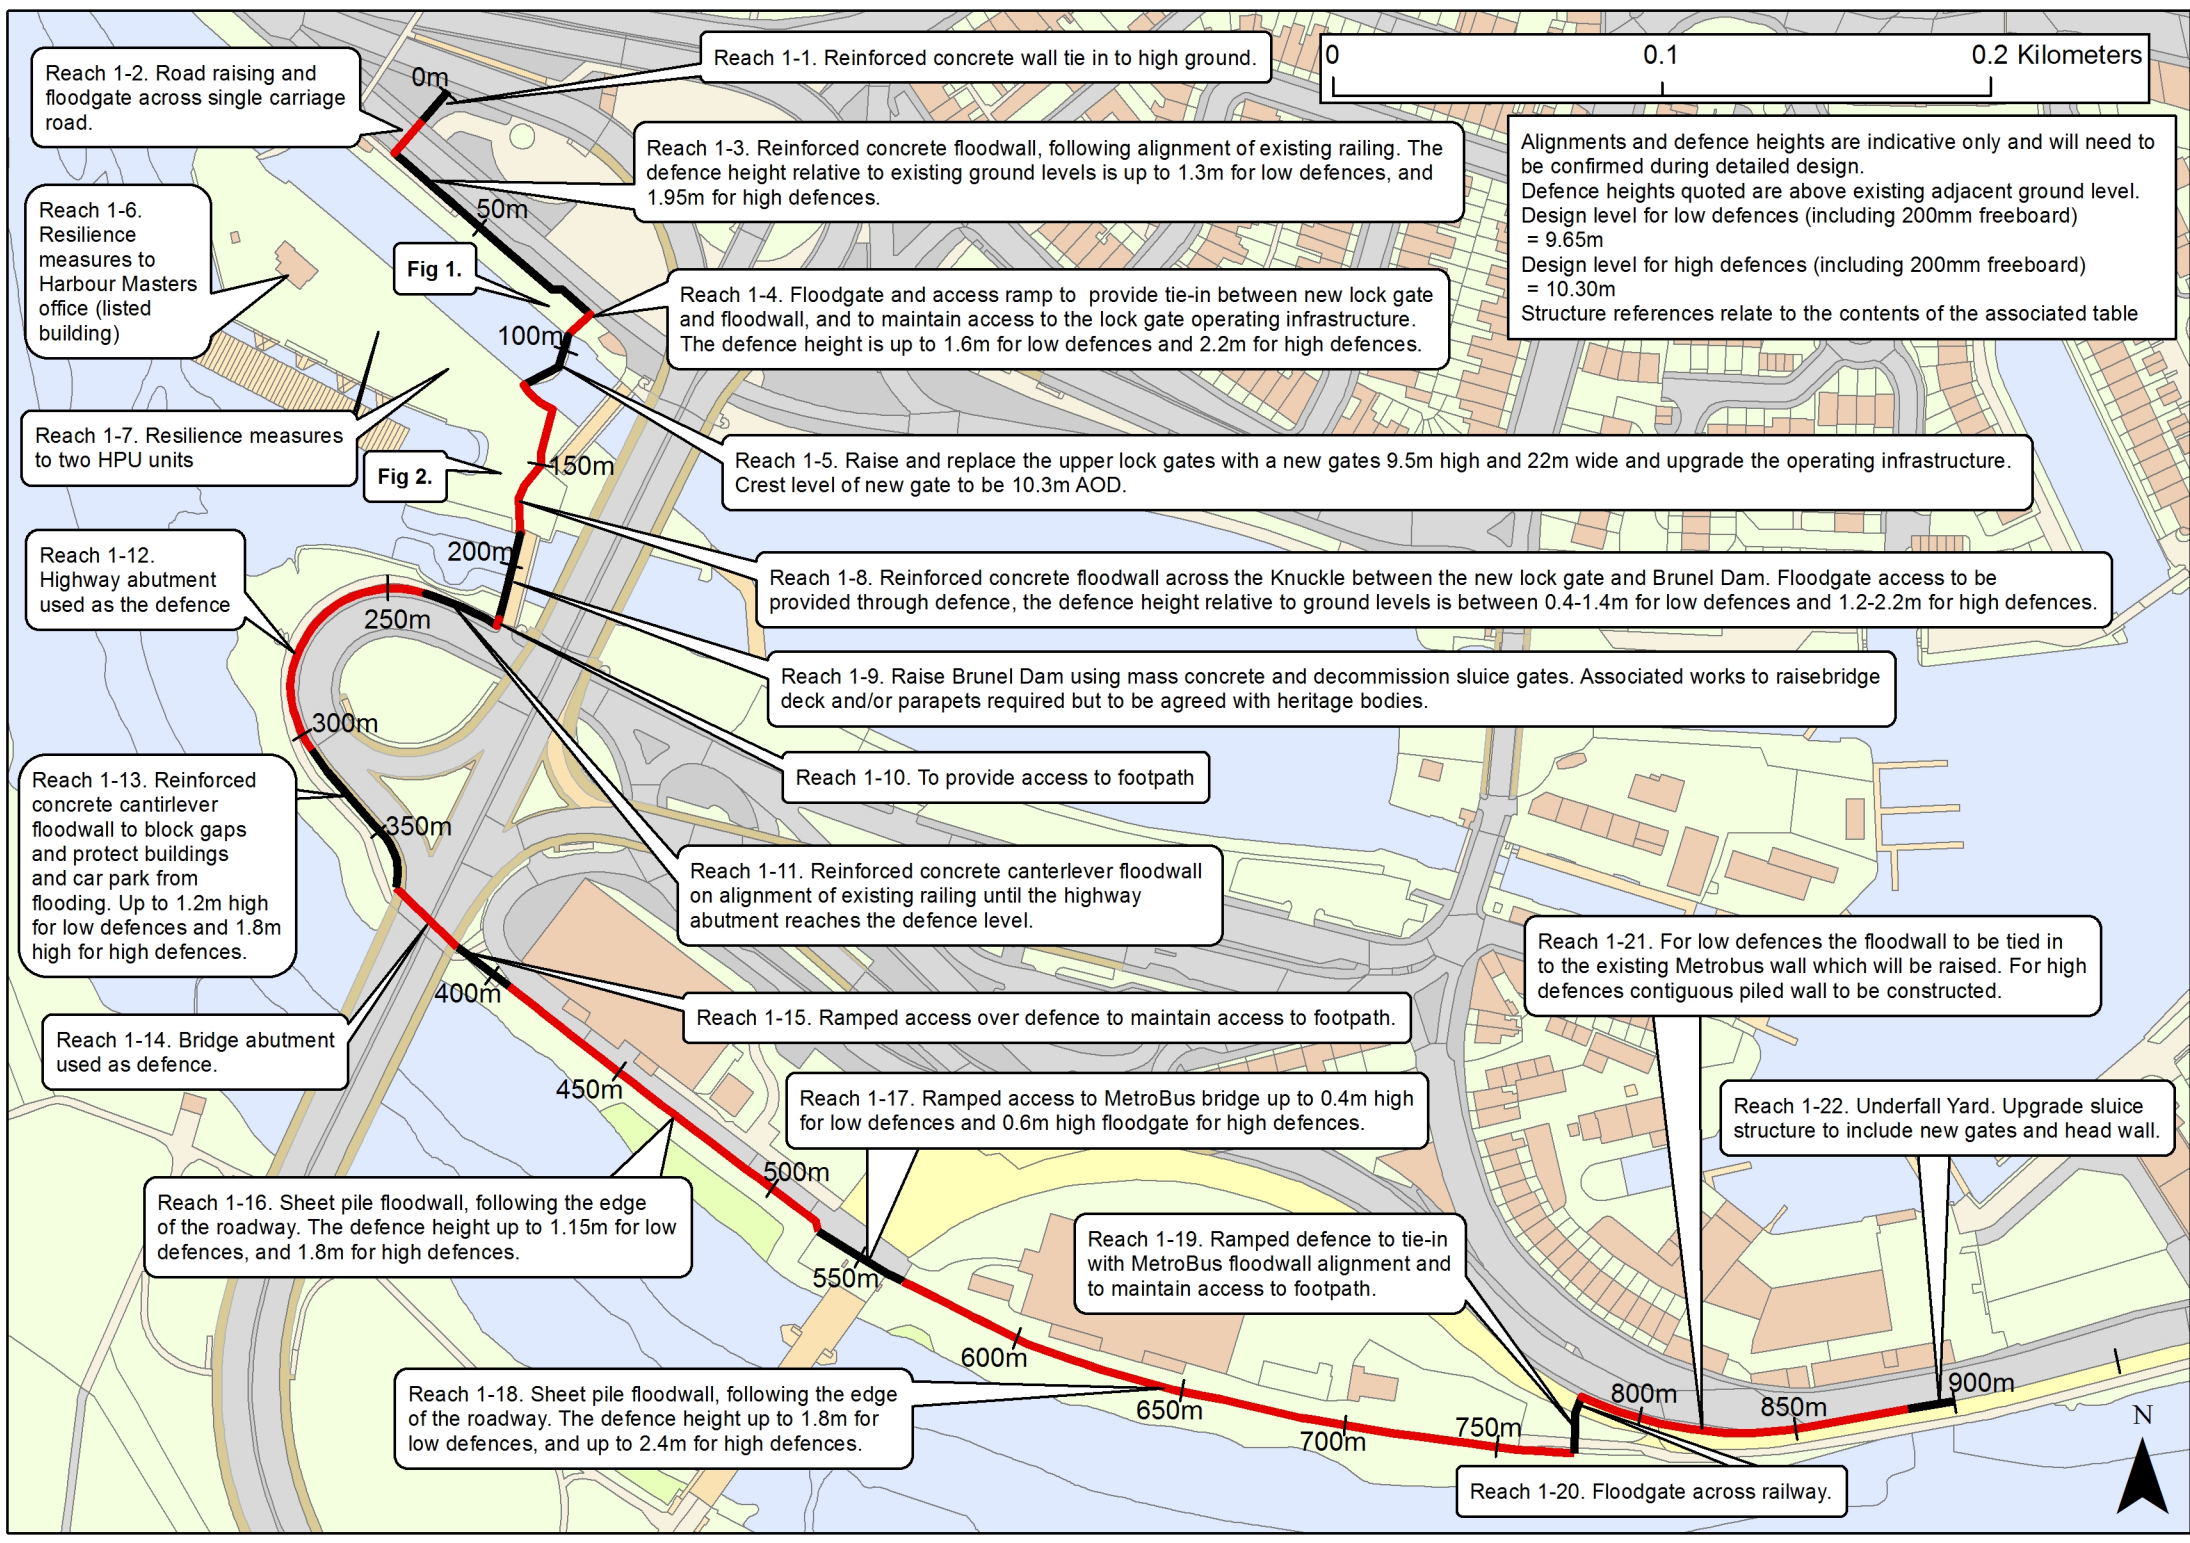 0 0.1 0.2 Kilometers
Reach 1-1. Reinforced concrete wall tie in to high ground.
Reach 1-2. Road raising and
floodgate across single carriage
road.
0m
Reach 1-3. Reinforced concrete floodwall, following alignment of existing railing. The
defence height relative to existing ground levels is up to 1.3m for low defences, and
1.95m for high defences.
Alignments and defence heights are indicative only and will need to
be confirmed during detailed design.
Defence heights quoted are above existing adjacent ground level.
Design level for low defences (including 200mm freeboard)
= 9.65m
Design level for high defences (including 200mm freeboard)
= 10.30m
Structure references relate to the contents of the associated table
Reach 1-6.
Resilience
measures to
Harbour Masters
office (listed
building)
50m
Fig 1.
Reach 1-4. Floodgate and access ramp to provide tie-in between new lock gate
and floodwall, and to maintain access to the lock gate operating infrastructure.
The defence height is up to 1.6m for low defences and 2.2m for high defences.
100m
Reach 1-7. Resilience measures
to two HPU units
Fig 2.
150m
Reach 1-5. Raise and replace the upper lock gates with a new gates 9.5m high and 22m wide and upgrade the operating infrastructure.
Crest level of new gate to be 10.3m AOD.
Reach 1-12.
Highway abutment
used as the defence
200m
Reach 1-8. Reinforced concrete floodwall across the Knuckle between the new lock gate and Brunel Dam. Floodgate access to be
provided through defence, the defence height relative to ground levels is between 0.4-1.4m for low defences and 1.2-2.2m for high defences.
250m
Reach 1-9. Raise Brunel Dam using mass concrete and decommission sluice gates. Associated works to raisebridge
deck and/or parapets required but to be agreed with heritage bodies.
300m
Reach 1-10. To provide access to footpath
Reach 1-13. Reinforced
concrete cantirlever
floodwall to block gaps
and protect buildings
and car park from
flooding. Up to 1.2m high
for low defences and 1.8m
high for high defences.
350m
Reach 1-11. Reinforced concrete canterlever floodwall
on alignment of existing railing until the highway
abutment reaches the defence level.
Reach 1-21. For low defences the floodwall to be tied in
to the existing Metrobus wall which will be raised. For high
defences contiguous piled wall to be constructed.
400m
Reach 1-15. Ramped access over defence to maintain access to footpath.
Reach 1-14. Bridge abutment
used as defence.
450m
Reach 1-17. Ramped access to MetroBus bridge up to 0.4m high
for low defences and 0.6m high floodgate for high defences.
Reach 1-22. Underfall Yard. Upgrade sluice
structure to include new gates and head wall.
500m
Reach 1-16. Sheet pile floodwall, following the edge
of the roadway. The defence height up to 1.15m for low
defences, and 1.8m for high defences.
550m
Reach 1-19. Ramped defence to tie-in
with MetroBus floodwall alignment and
to maintain access to footpath.
600m
Reach 1-18. Sheet pile floodwall, following the edge
of the roadway. The defence height up to 1.8m for
low defences, and up to 2.4m for high defences.
650m
700m
750m
800m
850m
900m
N
Reach 1-20. Floodgate across railway.